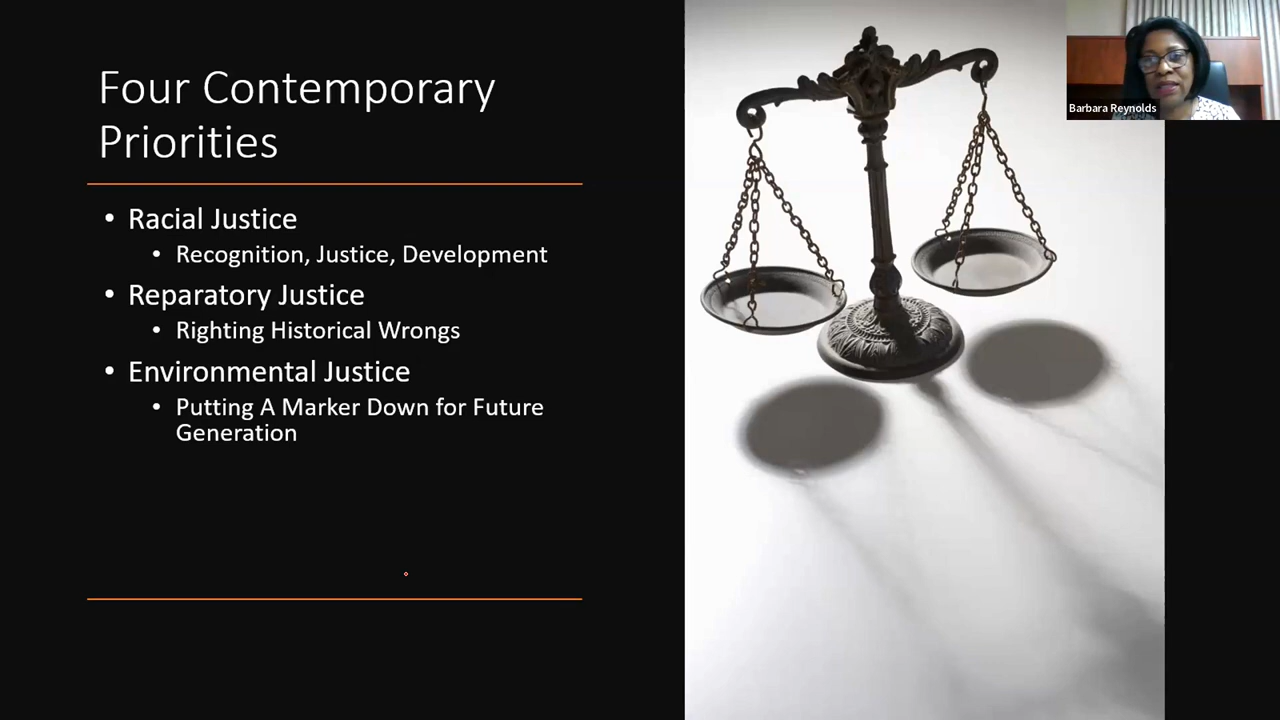 Four Contemporary
Priorities
• Racial Justice
• Recognition, Justice, Development
• Reparatory Justice
• Righting Historical Wrongs
• Environmental Justice
• Putting A Marker Down for Future
Generation
Barbara Reynolds